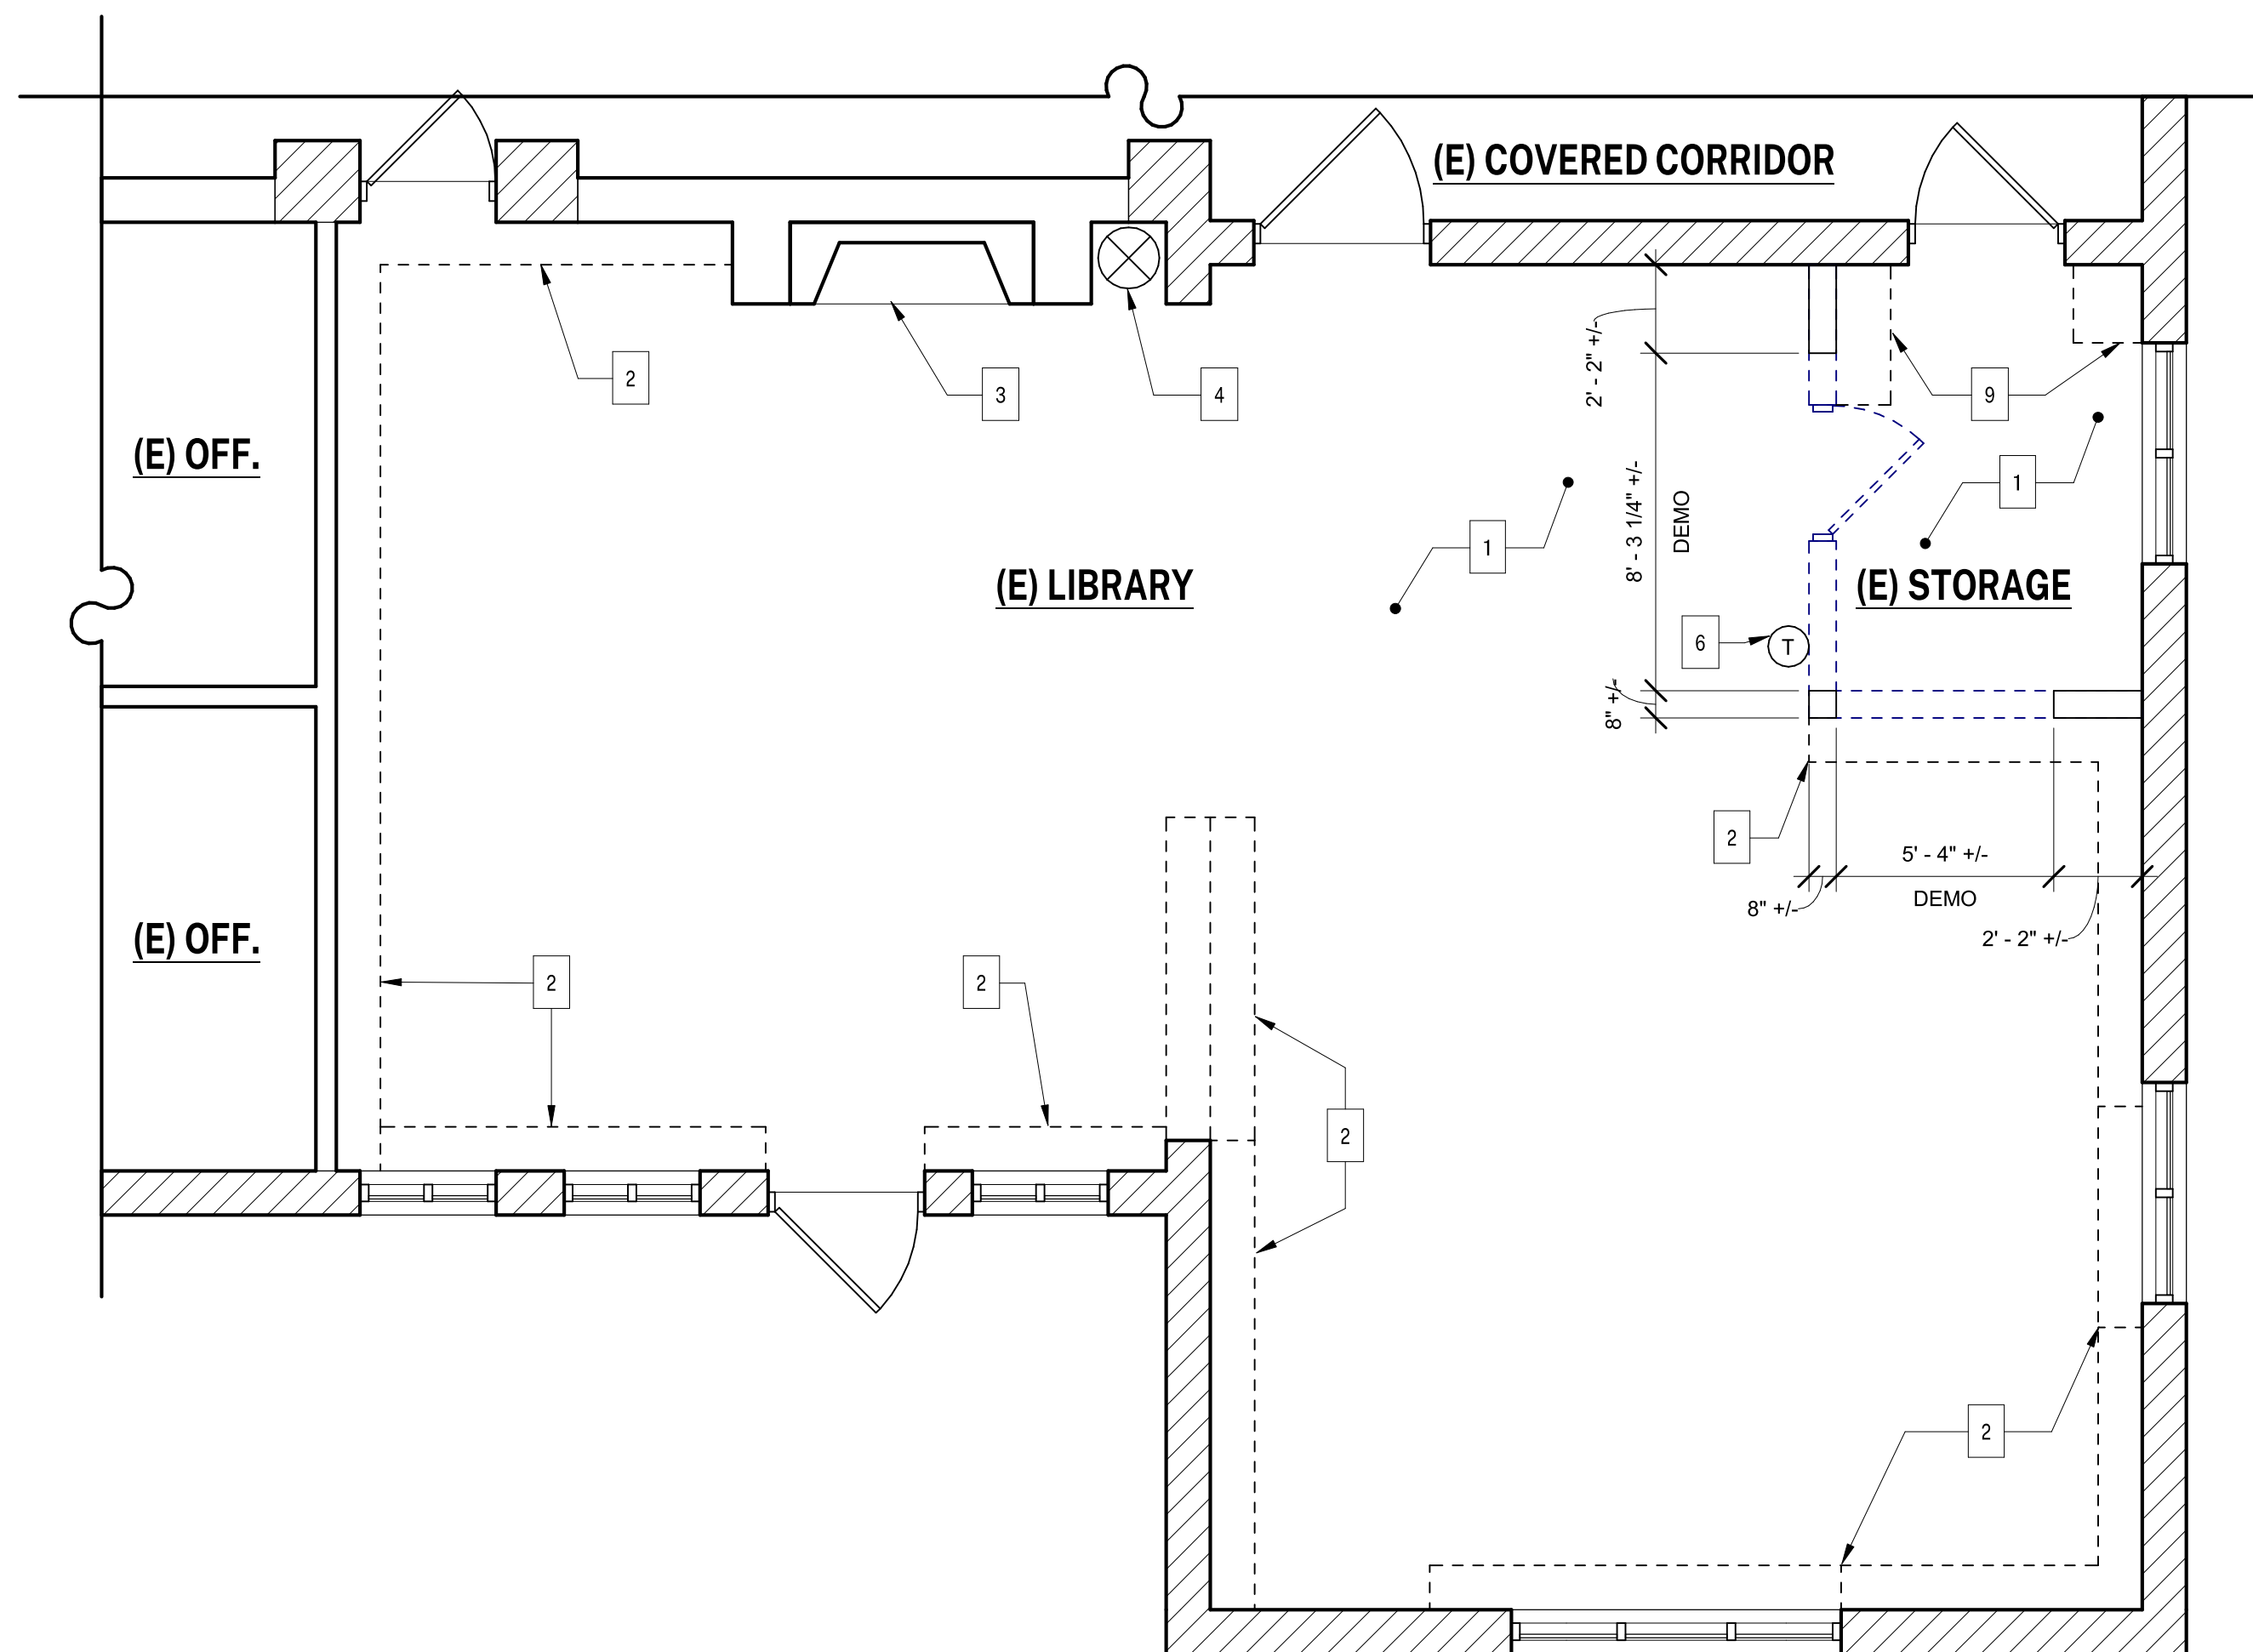 (E) COVERED CORRIDOR
2' - 2" +/-
2
3
4
9
(E) OFF.
1
8' - 3 1/4" +/-
DEMO
1
(E) LIBRARY
(E) STORAGE
6
T
8" +/-
2
5' - 4" +/-
DEMO
8" +/-
2' - 2" +/-
(E) OFF.
2
2
2
2